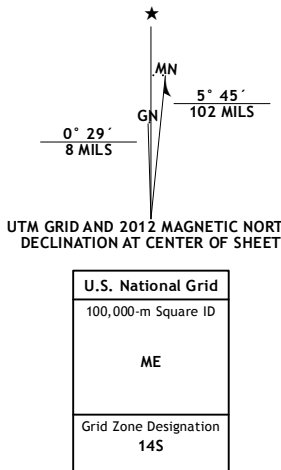 ★
MN
5° 45´
102 MILS
GN
0° 29´
8 MILS
UTM GRID AND 2012 MAGNETIC NORT
DECLINATION AT CENTER OF SHEET
U.S. National Grid
100,000-m Square ID
ME
Grid Zone Designation
14S